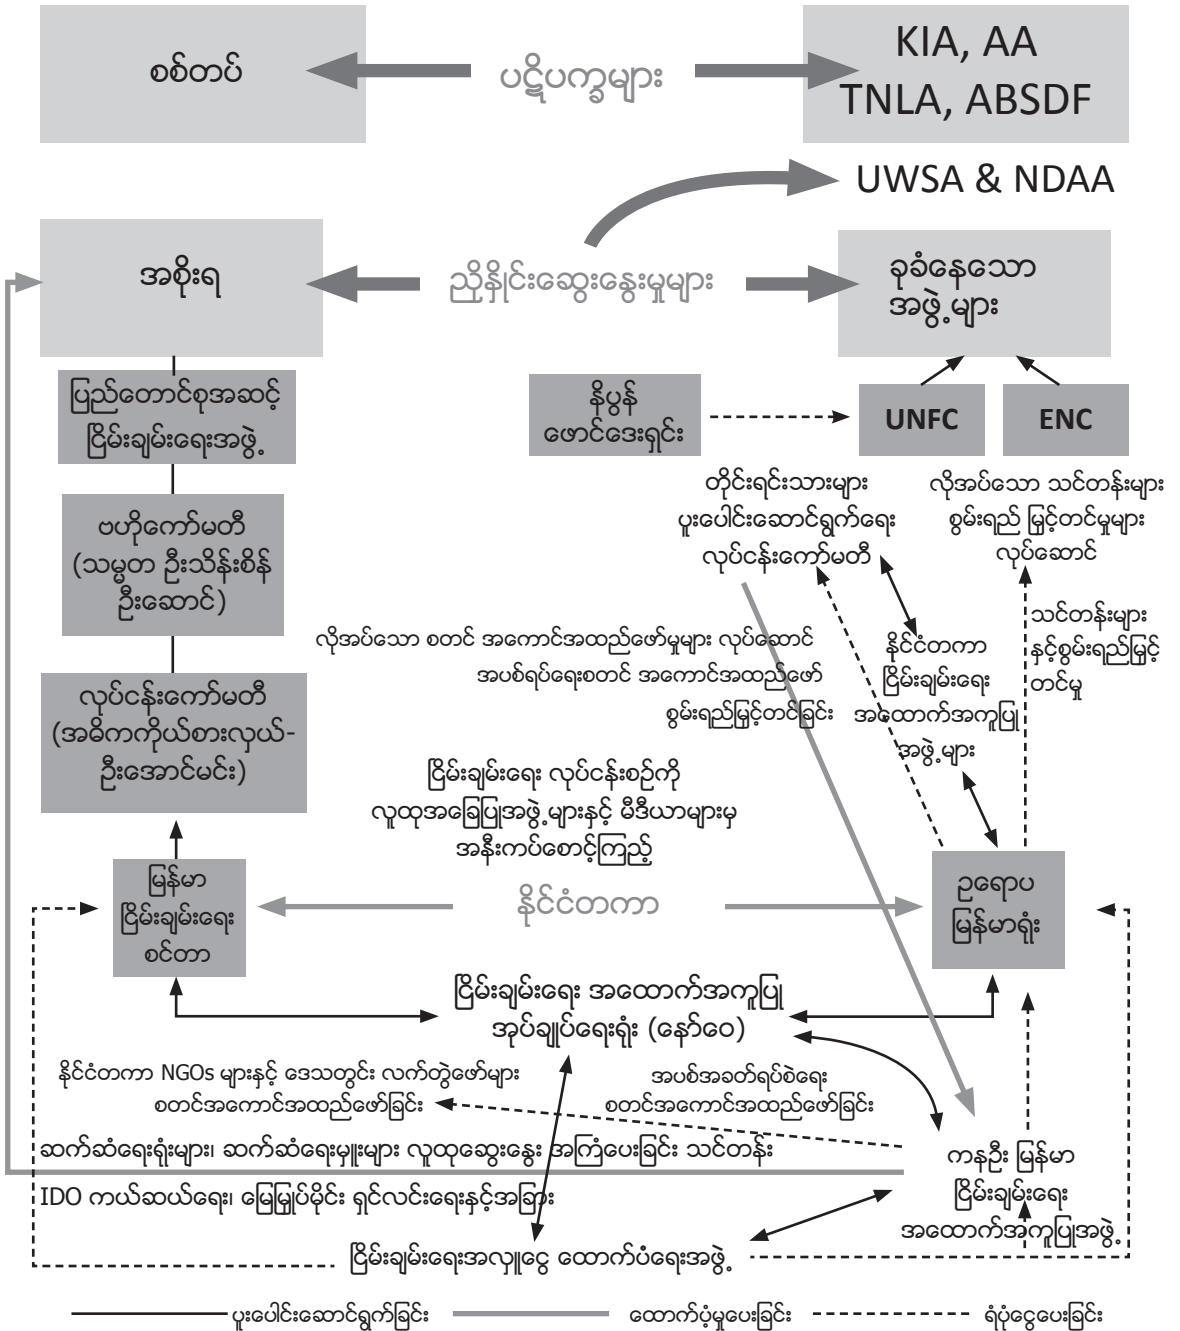 စစ်တပ်
ပဋိပက္ခများ
KIA, AA
TNLA, ABSDF
UWSA & NDAA
အစိုးရ
ညှိနှိုင်းဆွေးနွေးမှုများ
ခုခံနေသော
အဖွဲ့များ
ပြည်တောင်စုအဆင့်
ငြိမ်းချမ်းရေးအဖွဲ့
နိပွန်
ဖောင်ဒေးရှင်း
UNFC
ENC
ဗဟိုကော်မတီ
(သမ္မတ ဦးသိန်းစိန်
ဦးဆောင်)
တိုင်းရင်းသားများ
ပူးပေါင်းဆောင်ရွက်ရေး
လုပ်ငန်းကော်မတီ
လိုအပ်သော သင်တန်းများ
စွမ်းရည် မြှင့်တင်မှုများ
လုပ်ဆောင်
သင်တန်းများ
နှင့်စွမ်းရည်မြှင့်
တင်မှု
လိုအပ်သော စတင် အကောင်အထည်ဖော်မှုများ လုပ်ဆောင်
အပစ်ရပ်ရေးစတင် အကောင်အထည်ဖော်
စွမ်းရည်မြှင့်တင်ခြင်း
နိုင်ငံတကာ
ငြိမ်းချမ်းရေး
အထောက်အကူပြု
အဖွဲ့များ
လုပ်ငန်းကော်မတီ
(အဓိကကိုယ်စားလှယ်-
ဦးအောင်မင်း)
ငြိမ်းချမ်းရေး လုပ်ငန်းစဉ်ကို
လူထုအခြေပြုအဖွဲ့များနှင့် မီဒီယာများမှ
အနီးကပ်စောင့်ကြည့်
မြန်မာ
ငြိမ်းချမ်းရေး
စင်တာ
နိုင်ငံတကာ
ဥရောပ
မြန်မာရုံး
ငြိမ်းချမ်းရေး အထောက်အကူပြု
အုပ်ချုပ်ရေးရုံး (နော်ဝေ)
နိုင်ငံတကာ NGOs များနှင့် ဒေသတွင်း လက်တွဲဖော်များ
စတင်အကောင်အထည်ဖော်ခြင်း
အပစ်အခတ်ရပ်စဲရေး
စတင်အကောင်အထည်ဖော်ခြင်း
ဆက်ဆံရေးရုံးများ၊ ဆက်ဆံရေးမှူးများ လူထုဆွေးနွေး အကြံပေးခြင်း သင်တန်း
IDO ကယ်ဆယ်ရေး၊ မြေမြှုပ်မိုင်း ရှင်လင်းရေးနှင့်အခြား
ကနဦး မြန်မာ
ငြိမ်းချမ်းရေး
အထောက်အကူပြုအဖွဲ့
ငြိမ်းချမ်းရေးအလှူငွေ ထောက်ပံရေးအဖွဲ့
ပူးပေါင်းဆောင်ရွက်ခြင်း
ထောက်ပံ့မှုပေးခြင်း
ရံပုံငွေပေးခြင်း